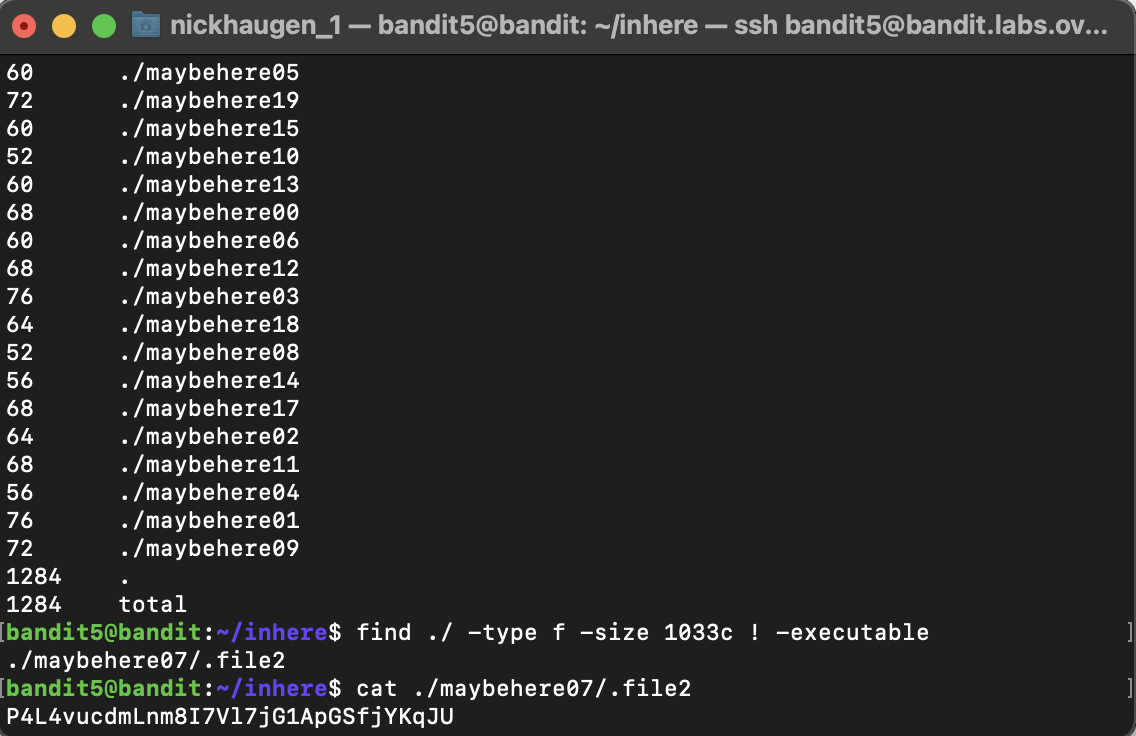 nickhaugen_1 — bandit5@bandit: ~/inhere — ssh bandit5@bandit.labs.ov...
60 ./maybehere05
72 ./maybehere19
60 ./maybehere15
52 ./maybehere10
60 ./maybehere13
68 ./maybehere00
60 ./maybehere06
68 ./maybehere12
76 ./maybehere03
64 ./maybehere18
52 ./maybehere08
56 ./maybehere14
68 ./maybehere17
64 ./maybehere02
68 ./maybehere11
56 ./maybehere04
76 ./maybehere01
72 ./maybehere09
1284 .
1284 total
[bandit5@bandit:~/inhere$ find ./ -type f -size 1033c ! -executable ]
./maybehere07/.file2
[bandit5@bandit:~/inhere$ cat ./maybehere07/.file2 ]
P4L4vucdmLnm8I7Vl7jG1ApGSfjYKqJU